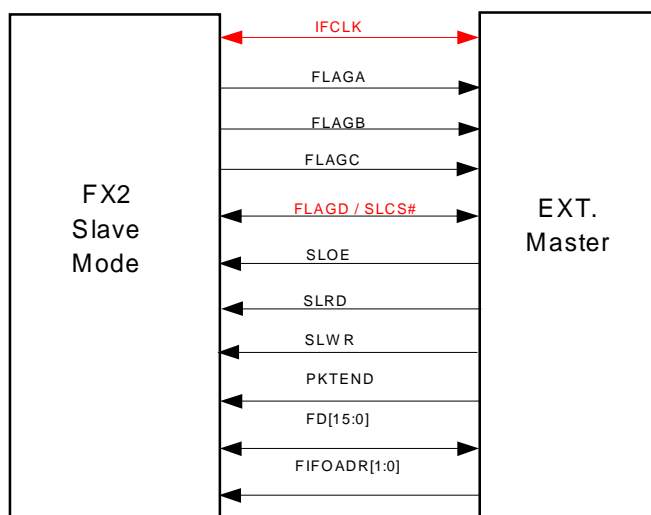 IFCLK
FLAGA
FLAGB
FLAGC
FX2
Slave
Mode
FLAGD / SLCS#
EXT.
Master
SLOE
SLRD
SLWR
PKTEND
FD[15:0]
FIFOADR[1:0]